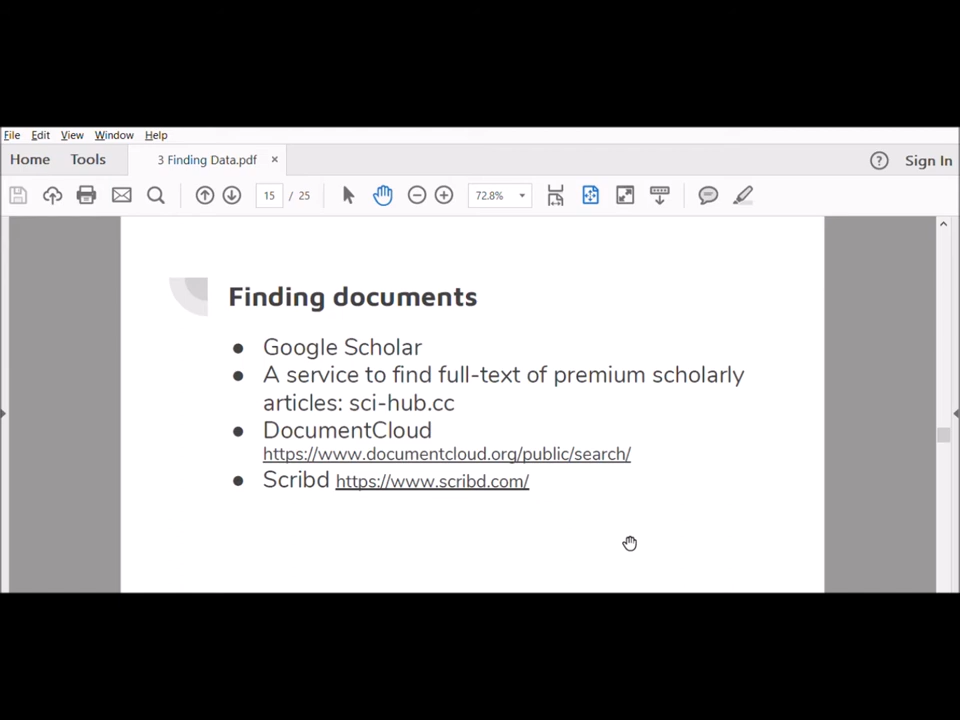 File Edit View Window Help
Home Tools 3 Finding Data.pdf × ? Sign In
15 / 25 72.8%
Finding documents
● Google Scholar
● A service to find full-text of premium scholarly
articles: sci-hub.cc
● DocumentCloud
https://www.documentcloud.org/public/search/
● Scribd https://www.scribd.com/